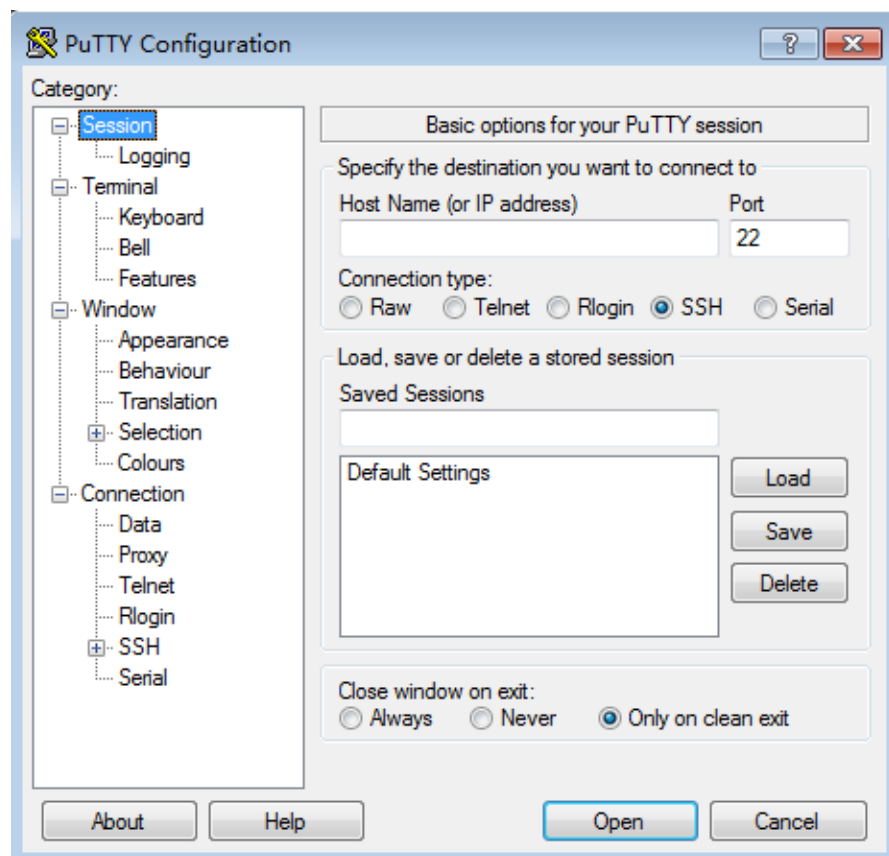 PuTTY Configuration
Category:
Session
Logging
Terminal
Keyboard
Bell
Features
Window
Appearance
Behaviour
Translation
Selection
Colours
Connection
Data
Proxy
Telnet
Rlogin
SSH
Serial
Basic options for your PuTTY session
Specify the destination you want to connect to
Host Name (or IP address) Port
22
Connection type:
Raw Telnet Rlogin SSH Serial
Load, save or delete a stored session
Saved Sessions
Default Settings
Load
Save
Delete
Close window on exit:
Always Never Only on clean exit
About Help Open Cancel